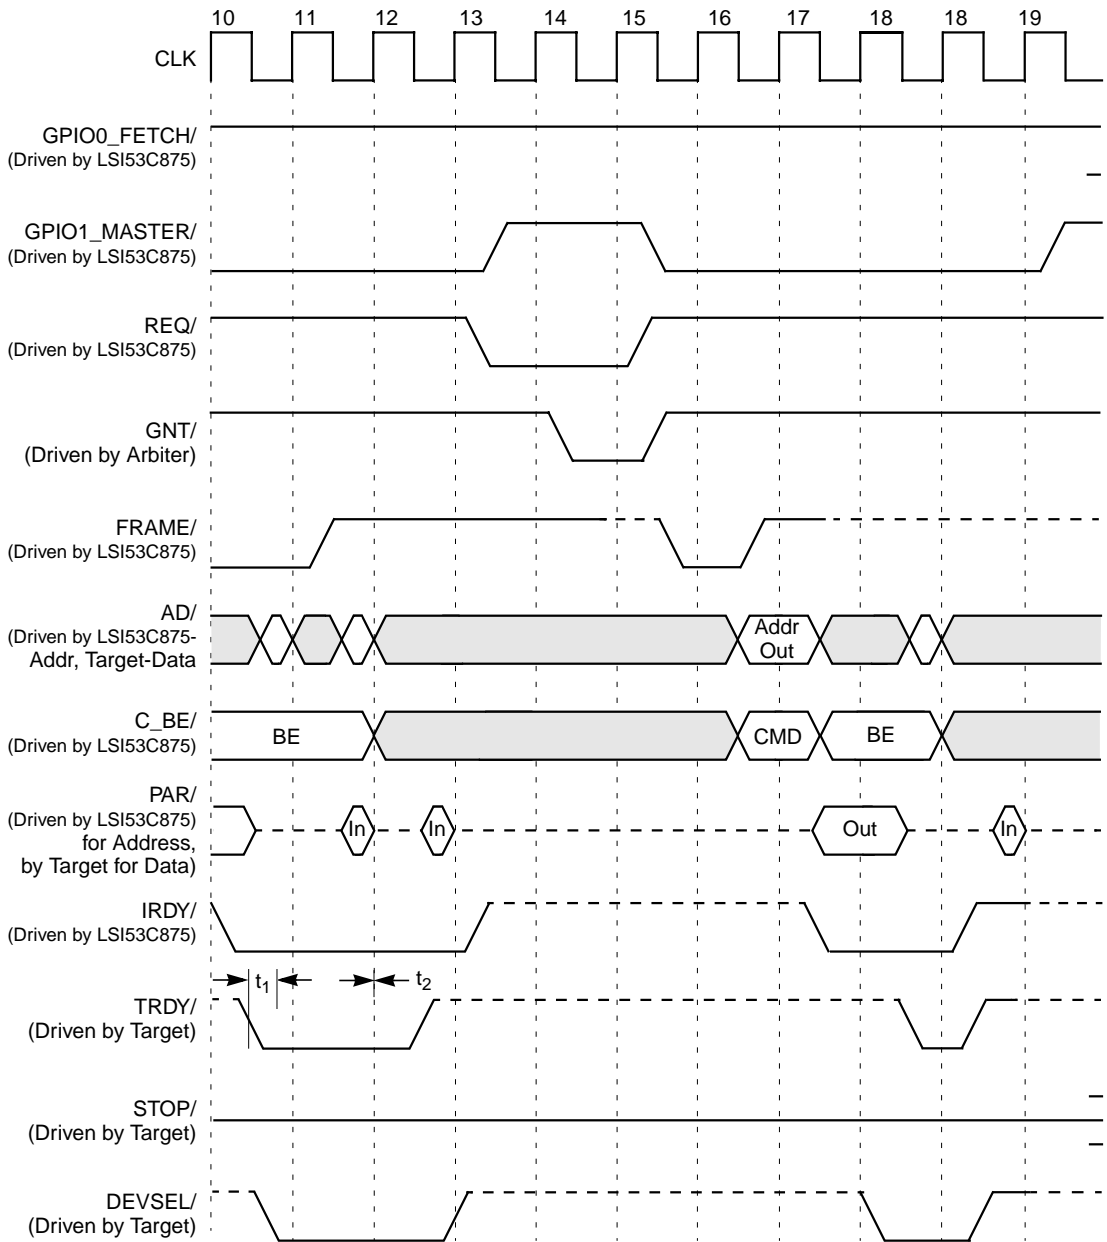 10 11 12 13 14 15 16 17 18 18 19
CLK
GPIO0_FETCH/
(Driven by LSI53C875)
GPIO1_MASTER/
(Driven by LSI53C875)
REQ/
(Driven by LSI53C875)
GNT/
(Driven by Arbiter)
FRAME/
(Driven by LSI53C875)
AD/
(Driven by LSI53C875-
Addr, Target-Data
Addr
Out
C_BE/
(Driven by LSI53C875)
BE CMD BE
PAR/
(Driven by LSI53C875)
for Address,
by Target for Data)
In In Out In
IRDY/
(Driven by LSI53C875)
t1 t2
TRDY/
(Driven by Target)
STOP/
(Driven by Target)
DEVSEL/
(Driven by Target)